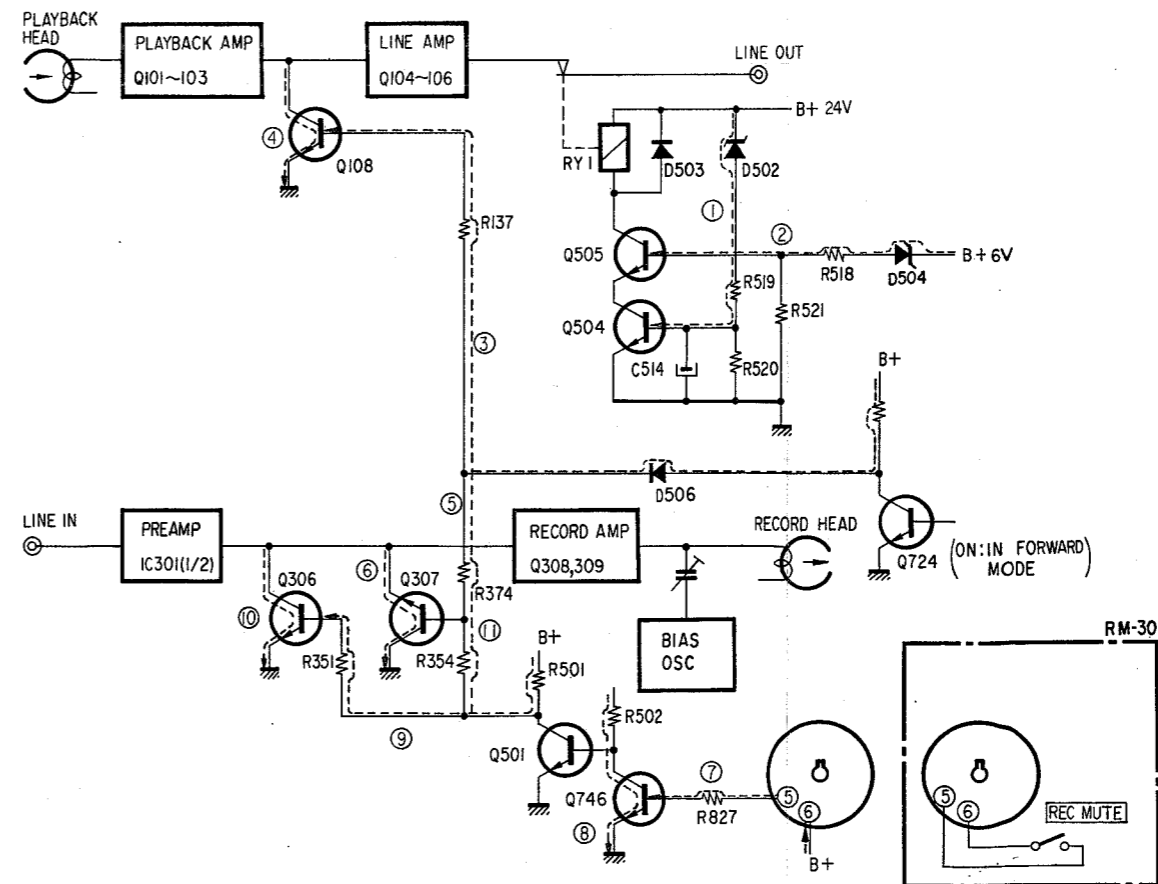 PLAYBACK
HEAD
PLAYBACK AMP
Q101~103
LINE AMP
Q104~106
LINE OUT
B+ 24V
④
Q108
RY1
D503
D502
①
②
R137
Q505
R518
D504
B+6V
R519
R521
Q504
③
C514
R520
B+
⑤
D506
LINE IN
PREAMP
IC301(1/2)
RECORD AMP
Q308,309
RECORD HEAD
Q724
(ON:IN FORWARD
MODE)
Q306
⑥
Q307
R374
⑩
⑪
R351
R354
B+
R501
BIAS
OSC
RM-30
R502
⑨
Q501
⑦
Q746
R827
⑤
⑥
⑧
B+
⑤
⑥
REC MUTE